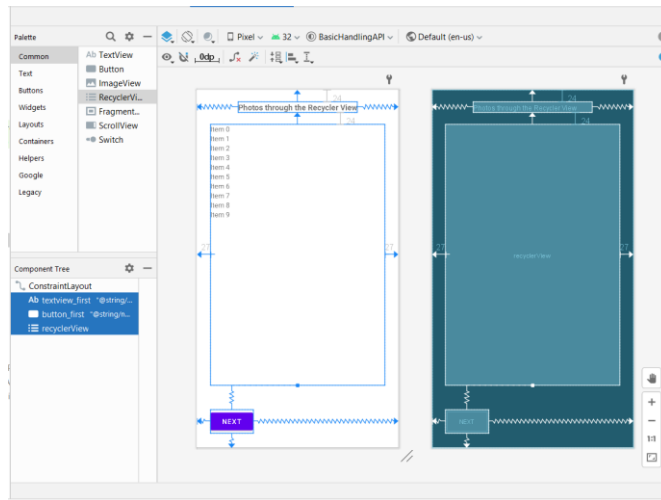 Palette
Pixel 32 BasicHandlingAPI Default (en-us)
Common
Text
Buttons
Widgets
Layouts
Containers
Helpers
Google
Legacy
Ab TextView
Button
ImageView
RecyclerVi...
Fragment...
ScrollView
Switch
0dp
Component Tree
ConstraintLayout
Ab textview_first "@string/...
button_first "@string/n...
recyclerView
24
Photos through the Recycler View
24
Item 0
Item 1
Item 2
Item 3
Item 4
Item 5
Item 6
Item 7
Item 8
Item 9
27
27
NEXT
24
Photos through the Recycler View
24
27
27
recyclerView
NEXT
1:1